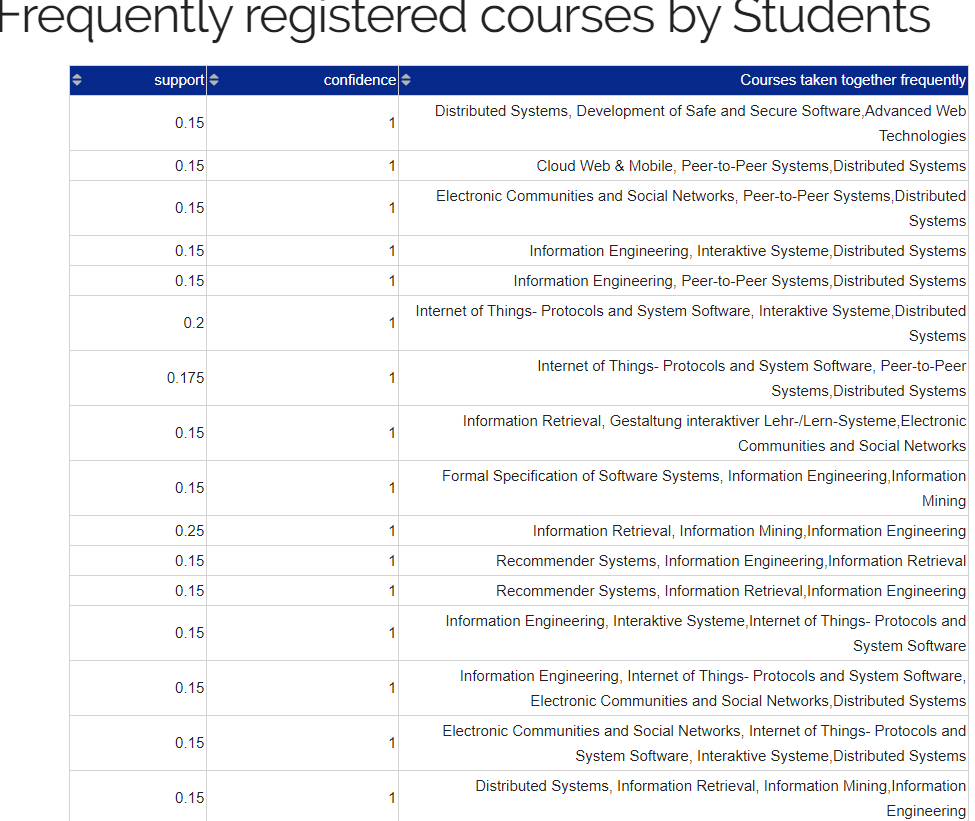 Frequently registered courses by Students
support confidence Courses taken together frequently
0.15 1 Distributed Systems, Development of Safe and Secure Software,Advanced Web
Technologies
0.15 1 Cloud Web & Mobile, Peer-to-Peer Systems,Distributed Systems
0.15 1 Electronic Communities and Social Networks, Peer-to-Peer Systems,Distributed
Systems
0.15 1 Information Engineering, Interaktive Systeme,Distributed Systems
0.15 1 Information Engineering, Peer-to-Peer Systems,Distributed Systems
0.2 1 Internet of Things- Protocols and System Software, Interaktive Systeme,Distributed
Systems
0.175 1 Internet of Things- Protocols and System Software, Peer-to-Peer
Systems,Distributed Systems
0.15 1 Information Retrieval, Gestaltung interaktiver Lehr-/Lern-Systeme,Electronic
Communities and Social Networks
0.15 1 Formal Specification of Software Systems, Information Engineering,Information
Mining
0.25 1 Information Retrieval, Information Mining,Information Engineering
0.15 1 Recommender Systems, Information Engineering,Information Retrieval
0.15 1 Recommender Systems, Information Retrieval,Information Engineering
0.15 1 Information Engineering, Interaktive Systeme,Internet of Things- Protocols and
System Software
0.15 1 Information Engineering, Internet of Things- Protocols and System Software,
Electronic Communities and Social Networks,Distributed Systems
0.15 1 Electronic Communities and Social Networks, Internet of Things- Protocols and
System Software, Interaktive Systeme,Distributed Systems
0.15 1 Distributed Systems, Information Retrieval, Information Mining,Information
Engineering